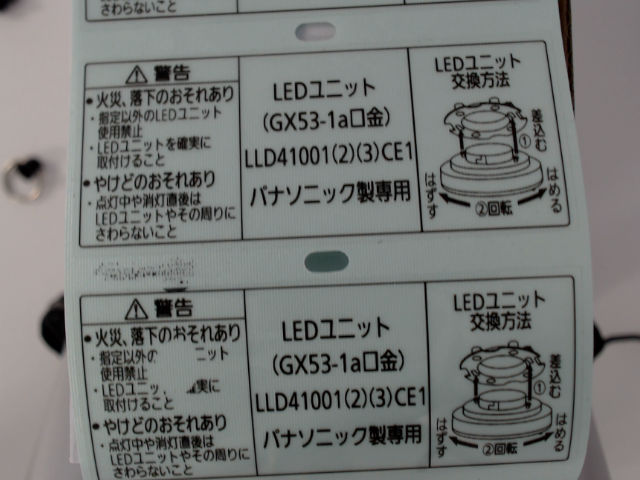 さわらないこと
警告
・火災、落下のおそれあり
・指定以外のLEDユニット
使用禁止
・LEDユニットを確実に
取付けること
・やけどのおそれあり
・点灯中や消灯直後は
LEDユニットやその周りに
さわらないこと
LEDユニット
(GX53-1a口金)
LLD41001(2)(3)CE1
パナソニック製専用
LEDユニット
交換方法
差込む
①
はずす
②回転
はめる
警告
・火災、落下のおそれあり
・指定以外の ニット
使用禁止
・LEDユニッ 確実に
取付けること
・やけどのおそれあり
・点灯中や消灯直後は
LEDユニットやその周りに
さわらないこと
LEDユニット
(GX53-1a口金)
LLD41001(2)(3)CE1
パナソニック製専用
LEDユニット
交換方法
差込む
①
はずす
②回転
はめる